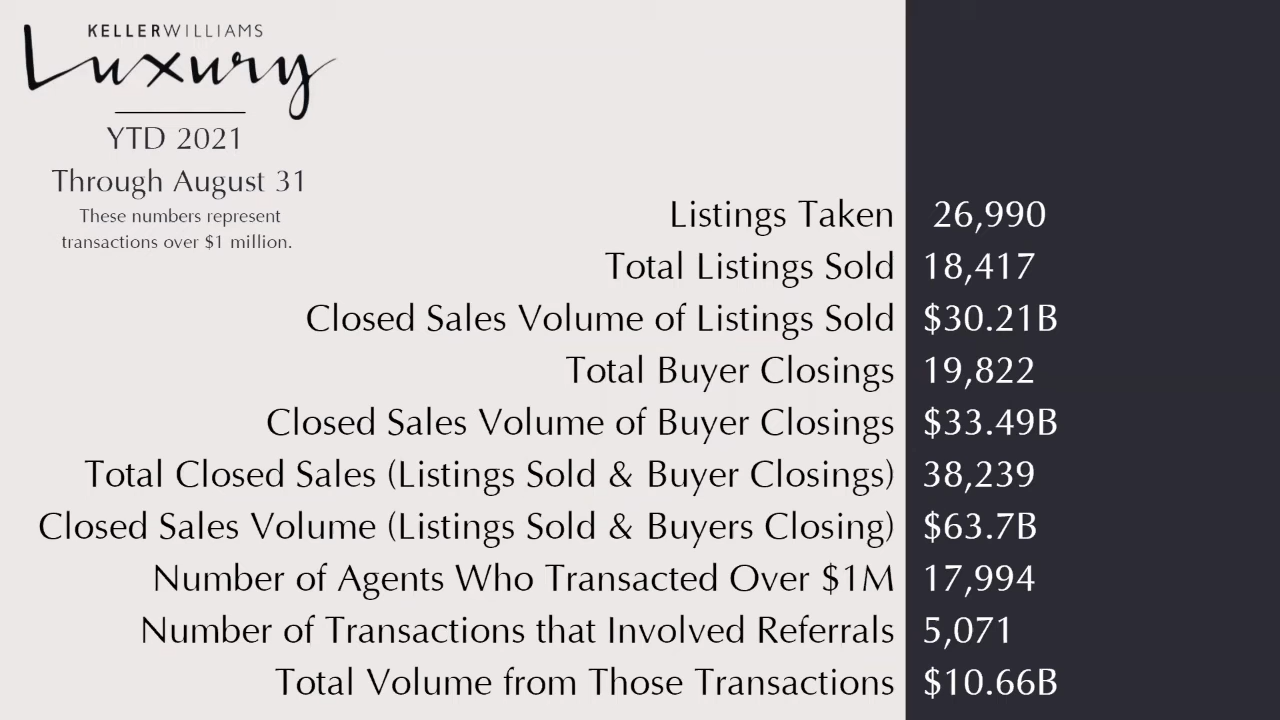 KELLERWILLIAMS
Luxury
YTD 2021
Through August 31
These numbers represent
transactions over $1 million.
Listings Taken 26,990
Total Listings Sold 18,417
Closed Sales Volume of Listings Sold $30.21B
Total Buyer Closings 19,822
Closed Sales Volume of Buyer Closings $33.49B
Total Closed Sales (Listings Sold & Buyer Closings) 38,239
Closed Sales Volume (Listings Sold & Buyers Closing) $63.7B
Number of Agents Who Transacted Over $1M 17,994
Number of Transactions that Involved Referrals 5,071
Total Volume from Those Transactions $10.66B